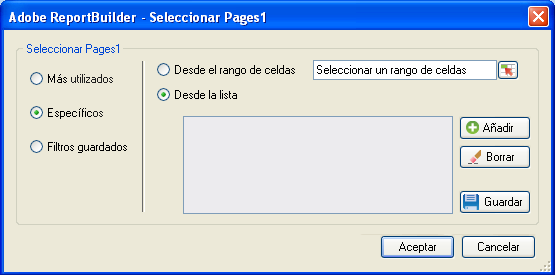 Adobe ReportBuilder - Seleccionar Pages1
Seleccionar Pages1
Más utilizados
Específicos
Filtros guardados
Desde el rango de celdas
Seleccionar un rango de celdas
Desde la lista
Añadir
Borrar
Guardar
Aceptar
Cancelar